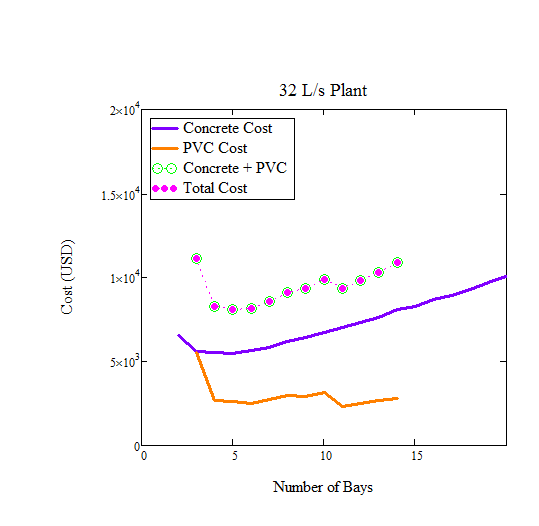 32 L/s Plant
2×10⁴
Concrete Cost
PVC Cost
Concrete + PVC
Total Cost
1.5×10⁴
1×10⁴
5×10³
0
Cost (USD)
0 5 10 15
Number of Bays